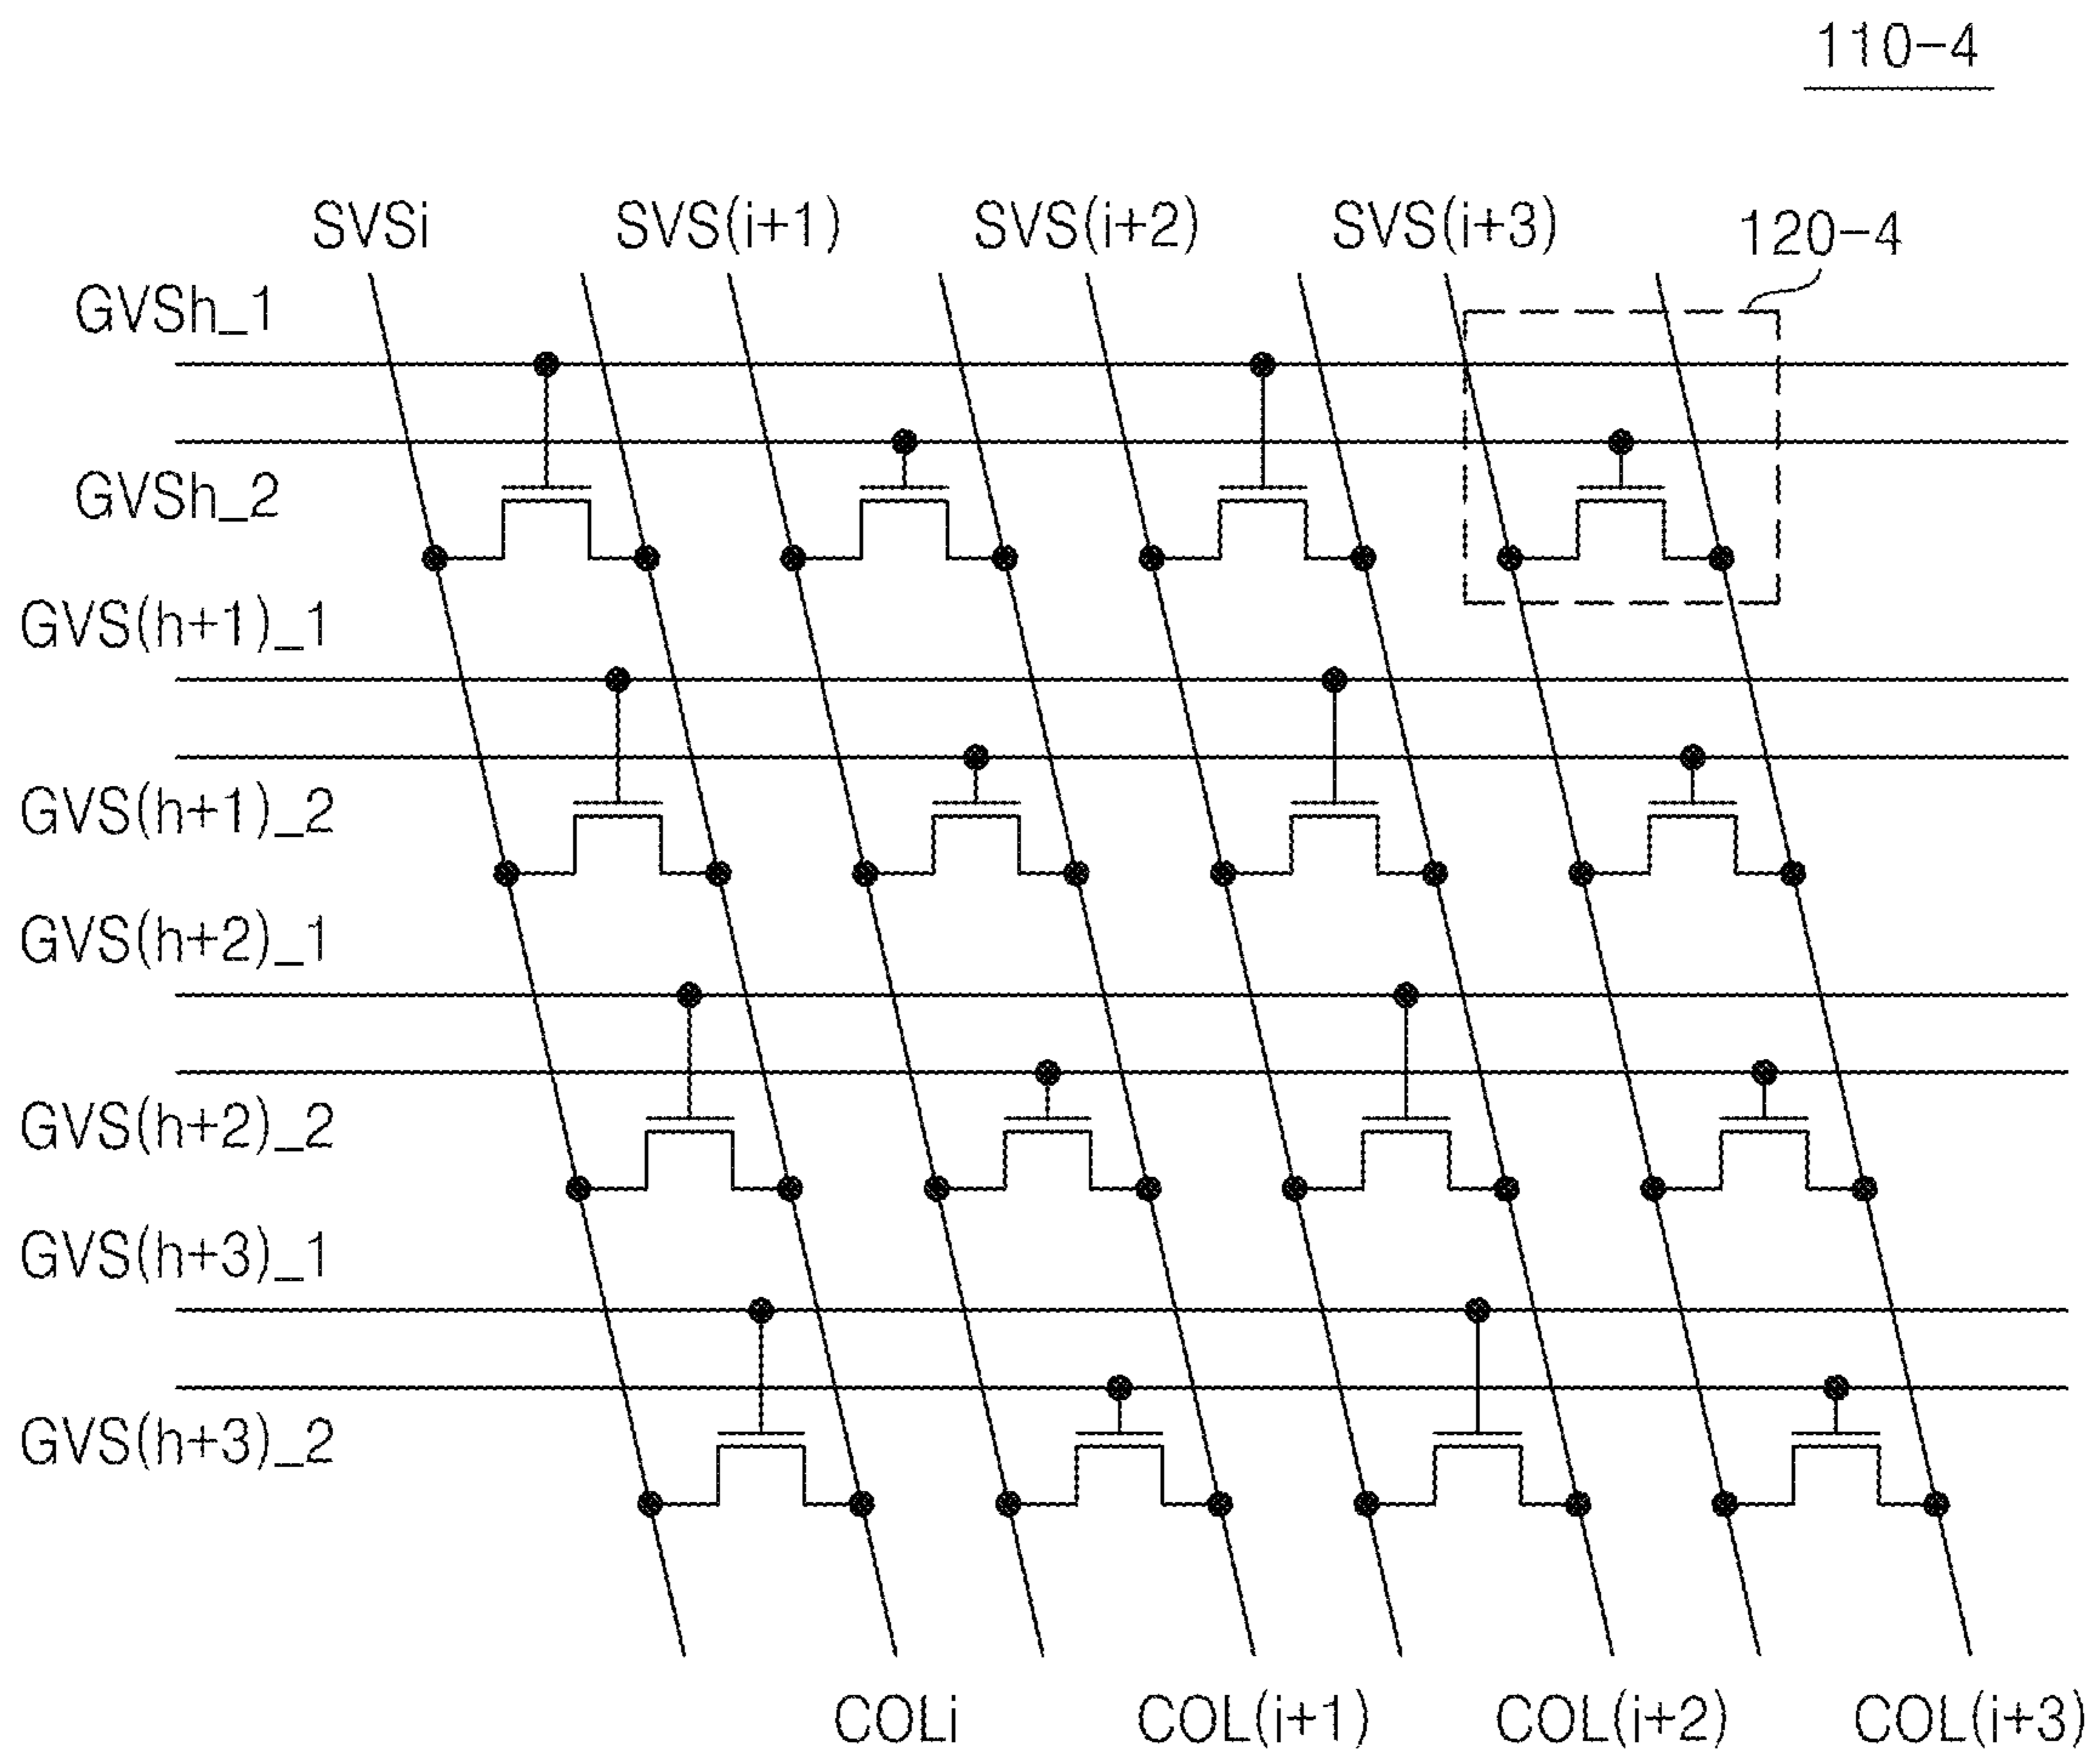 110-4
SVSi SVS(i+1) SVS(i+2) SVS(i+3) 120-4
GVSh_1
GVSh_2
GVS(h+1)_1
GVS(h+1)_2
GVS(h+2)_1
GVS(h+2)_2
GVS(h+3)_1
GVS(h+3)_2
COLi COL(i+1) COL(i+2) COL(i+3)